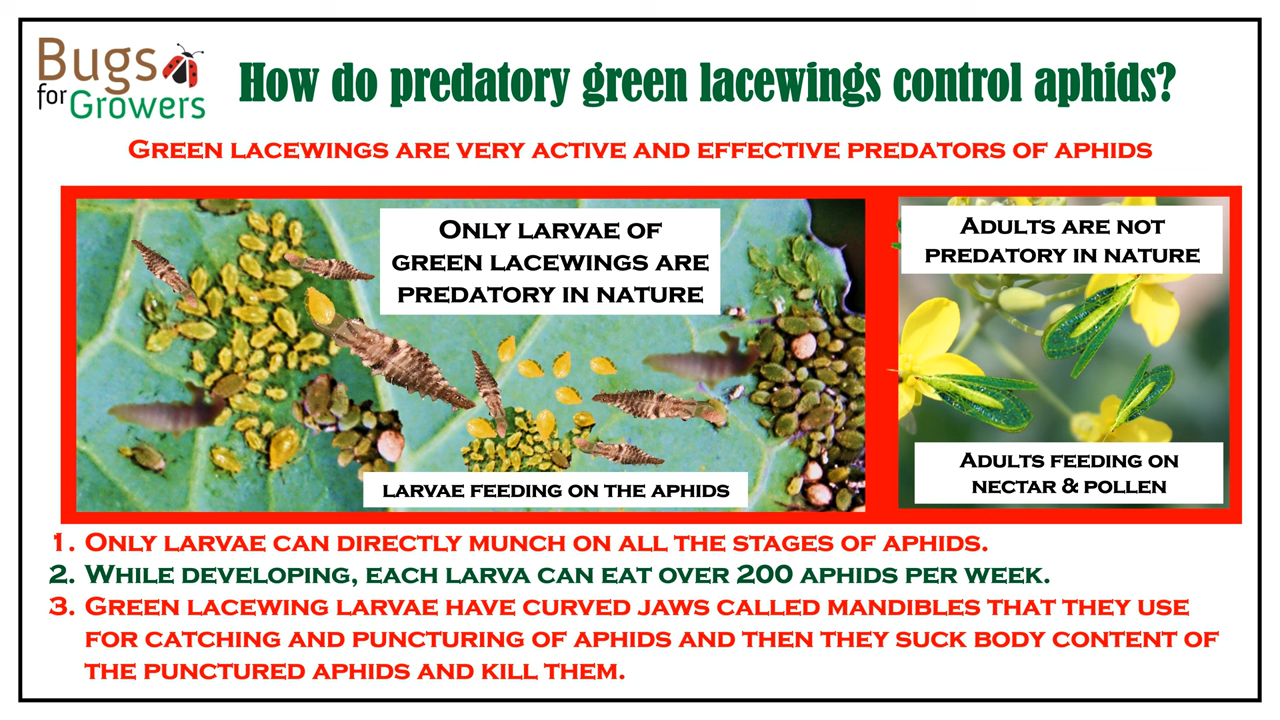 Bugs
for Growers
How do predatory green lacewings control aphids?
Green lacewings are very active and effective predators of aphids
Only larvae of
green lacewings are
predatory in nature
larvae feeding on the aphids
Adults are not
predatory in nature
Adults feeding on
nectar & pollen
1. Only larvae can directly munch on all the stages of aphids.
2. While developing, each larva can eat over 200 aphids per week.
3. Green lacewing larvae have curved jaws called mandibles that they use
for catching and puncturing of aphids and then they suck body content of
the punctured aphids and kill them.